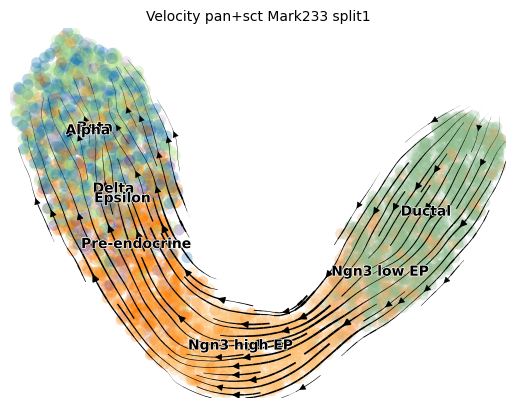 Velocity pan+sct Mark233 split1
Beta
Alpha
Delta
Epsilon
Ductal
Pre-endocrine
Ngn3 low EP
Ngn3 high EP